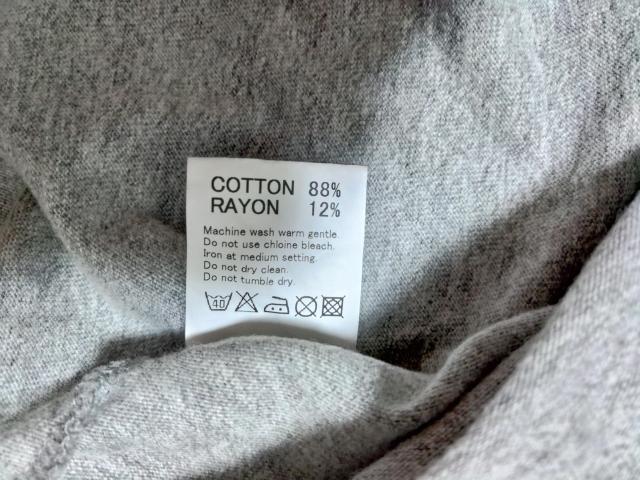 COTTON 88%
RAYON 12%
Machine wash warm gentle.
Do not use chloine bleach.
Iron at medium setting.
Do not dry clean.
Do not tumble dry.
40